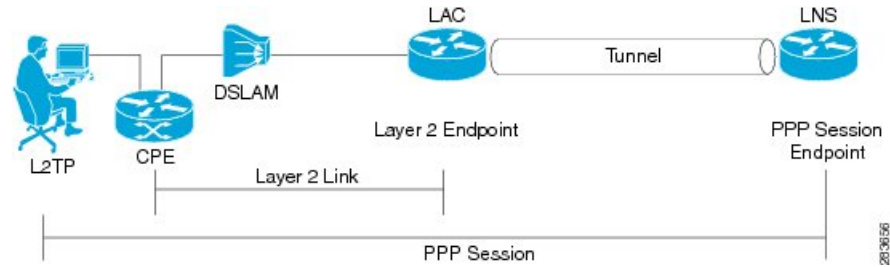 LAC
LNS
Tunnel
DSLAM
Layer 2 Endpoint
PPP Session
Endpoint
CPE
L2TP
Layer 2 Link
PPP Session
283656